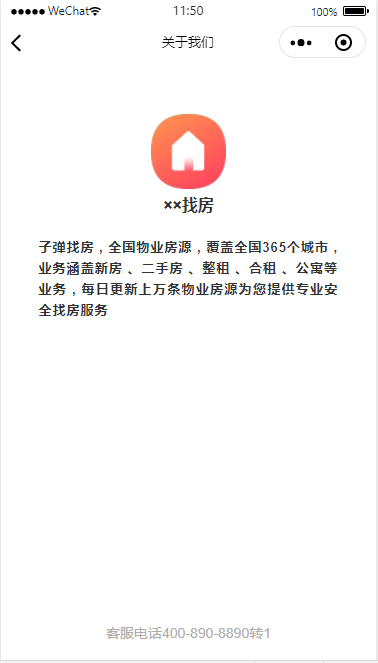 WeChat 11:50 100%
关于我们
××找房
子弹找房，全国物业房源，覆盖全国365个城市，
业务涵盖新房 、二手房 、整租 、合租 、公寓等
业务，每日更新上万条物业房源为您提供专业安
全找房服务
客服电话400-890-8890转1